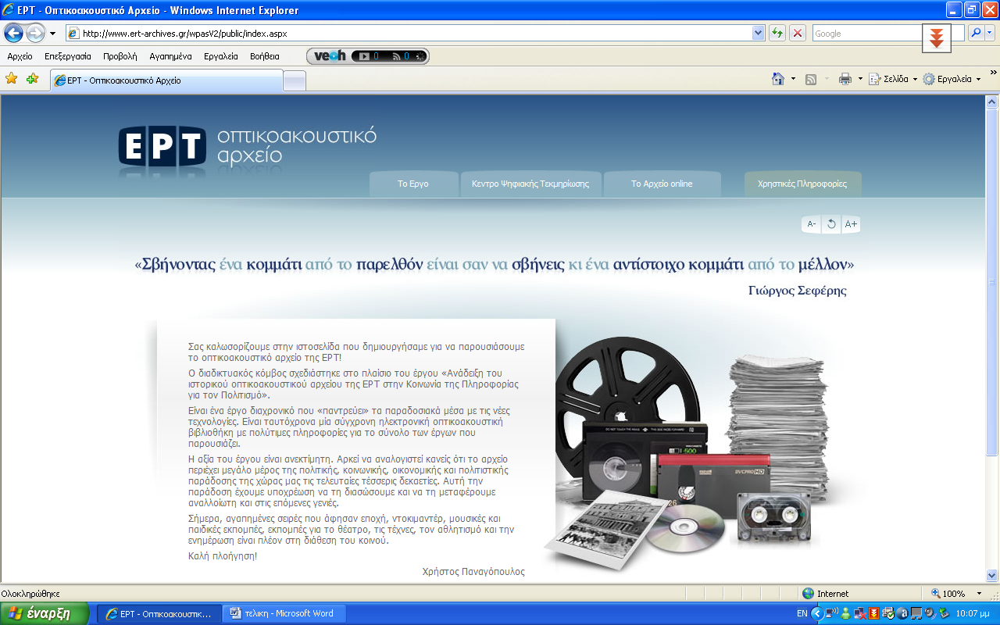 ΕΡΤ - Οπτικοακουστικό Αρχείο - Windows Internet Explorer
http://www.ert-archives.gr/wpasV2/public/index.aspx
Google
Αρχείο Επεξεργασία Προβολή Αγαπημένα Εργαλεία Βοήθεια
veoh 0 0
ΕΡΤ - Οπτικοακουστικό Αρχείο
Σελίδα Εργαλεία
ΕΡΤ οπτικοακουστικό
αρχείο
Το Εργο Κεντρο Ψηφιακής Τεκμηρίωσης Το Αρχείο online Χρηστικές Πληροφορίες
A- A+
«Σβήνοντας ένα κομμάτι από το παρελθόν είναι σαν να σβήνεις κι ένα αντίστοιχο κομμάτι από το μέλλον»
Γιώργος Σεφέρης
Σας καλωσορίζουμε στην ιστοσελίδα που δημιουργήσαμε για να παρουσιάσουμε
το οπτικοακουστικό αρχείο της ΕΡΤ!
Ο διαδικτυακός κόμβος σχεδιάστηκε στο πλαίσιο του έργου «Ανάδειξη του
ιστορικού οπτικοακουστικού αρχείου της ΕΡΤ στην Κοινωνία της Πληροφορίας
για τον Πολιτισμό».
Είναι ένα έργο διαχρονικό που «παντρεύει» τα παραδοσιακά μέσα με τις νέες
τεχνολογίες. Είναι ταυτόχρονα μία σύγχρονη ηλεκτρονική οπτικοακουστική
βιβλιοθήκη με πολύτιμες πληροφορίες για το σύνολο των έργων που
παρουσιάζει.
Η αξία του έργου είναι ανεκτίμητη. Αρκεί να αναλογιστεί κανείς ότι το αρχείο
περιέχει μεγάλο μέρος της πολιτικής, κοινωνικής, οικονομικής και πολιτιστικής
παράδοσης της χώρας μας τις τελευταίες τέσσερις δεκαετίες. Αυτή την
παράδοση έχουμε υποχρέωση να τη διασώσουμε και να τη μεταφέρουμε
αναλλοίωτη και στις επόμενες γενιές.
Σήμερα, αγαπημένες σειρές που άφησαν εποχή, ντοκιμαντέρ, μουσικές και
παιδικές εκπομπές, εκπομπές για το θέατρο, τις τέχνες, τον αθλητισμό και την
ενημέρωση είναι πλέον στη διάθεση του κοινού.
Καλή πλοήγηση!
Χρήστος Παναγόπουλος
DVCPRO HD
26
Ολοκληρώθηκε Internet 100%
έναρξη ΕΡΤ - Οπτικοακουστικ... τελικη - Microsoft Word EN 10:07 μμ